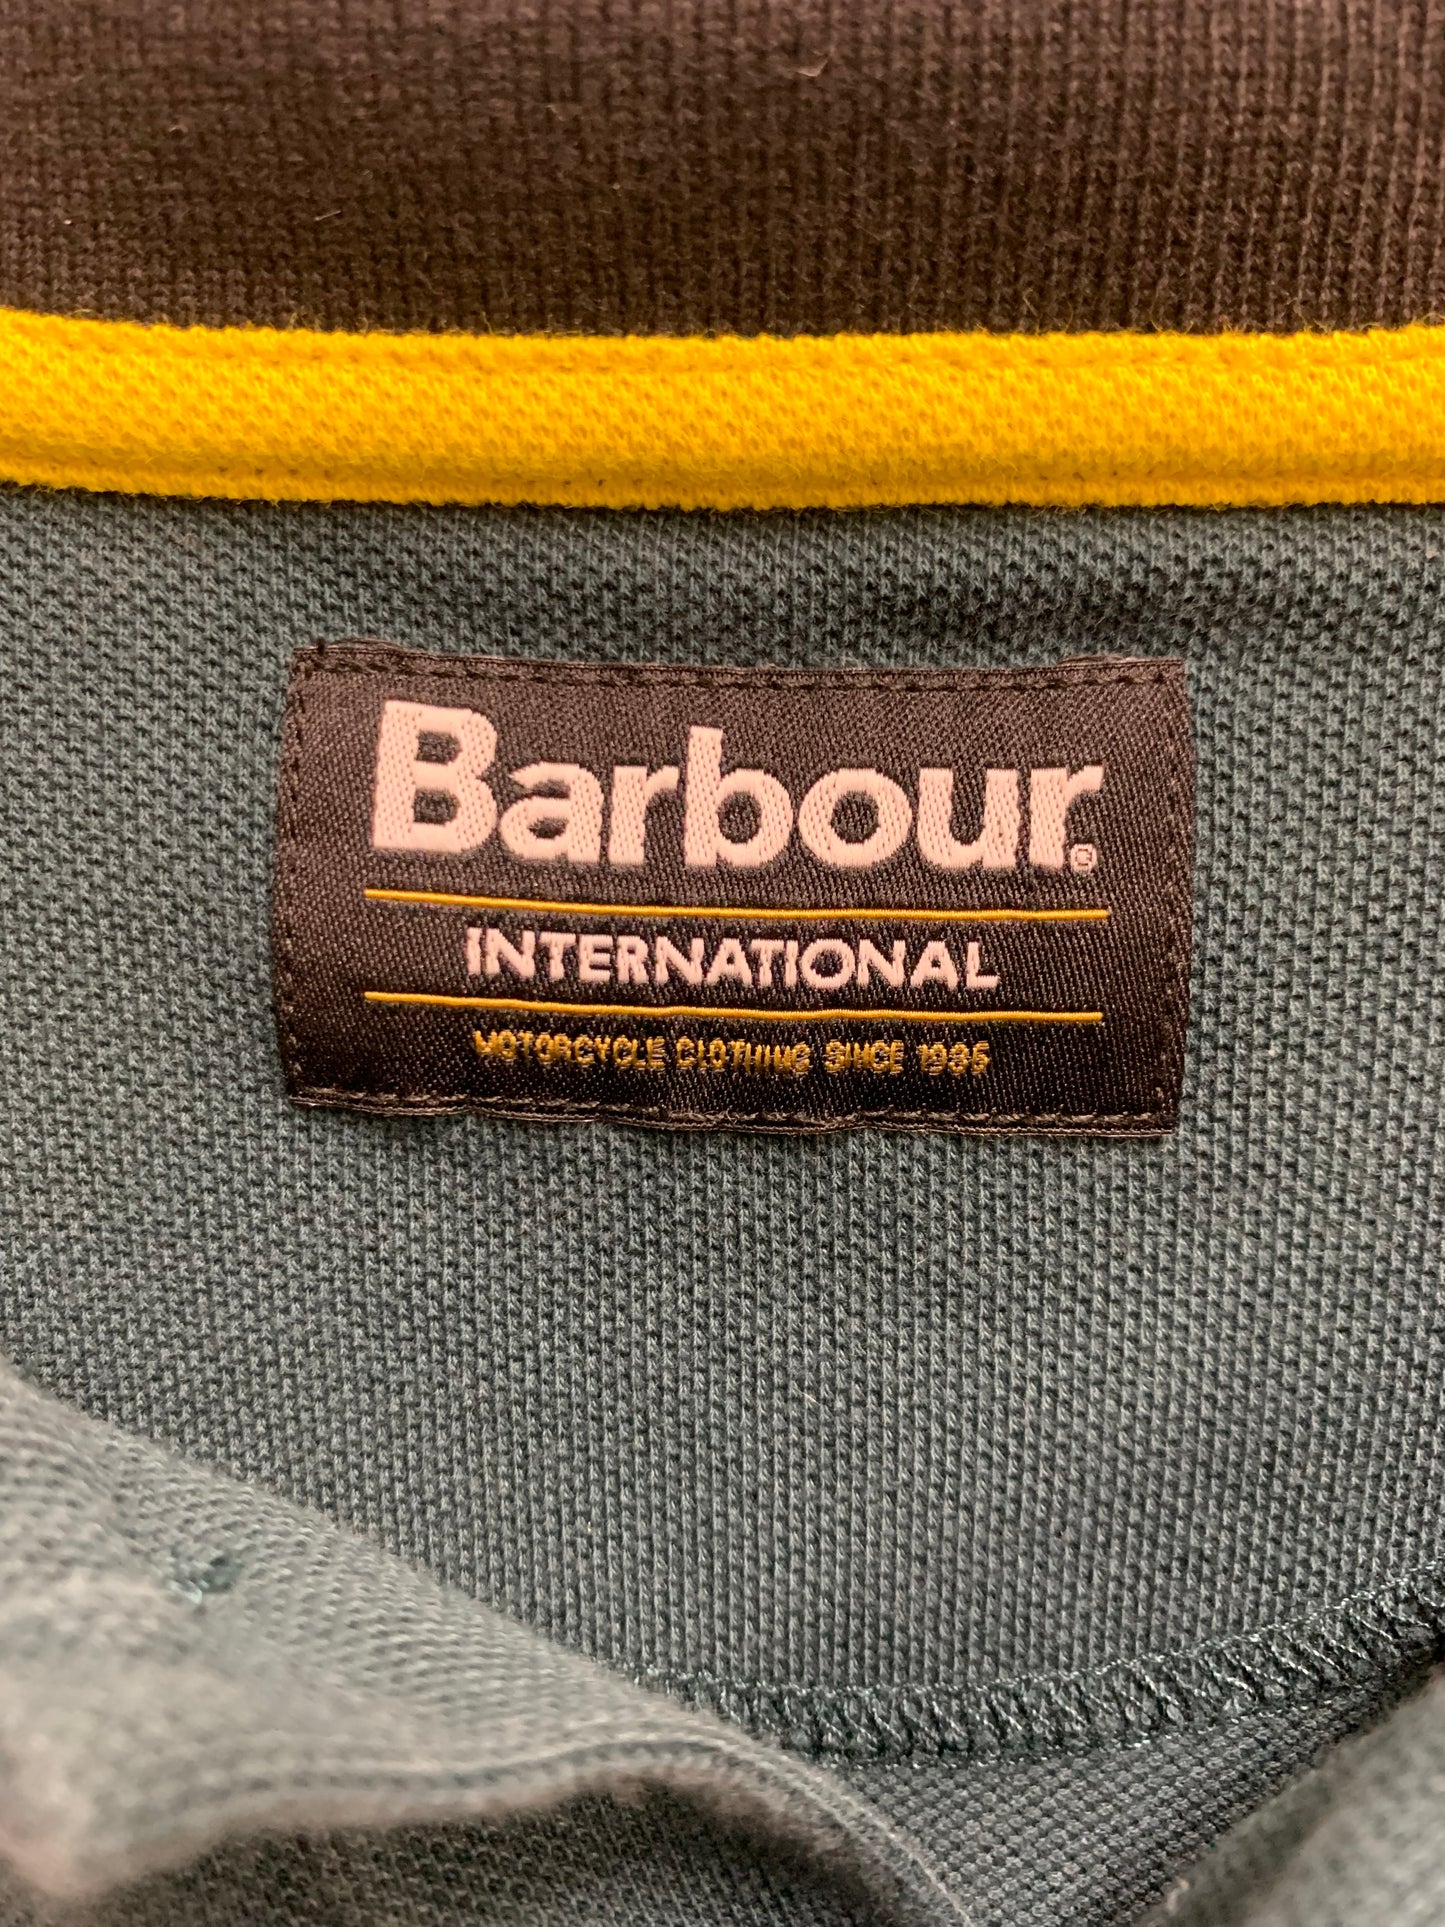 Barbour®
INTERNATIONAL
MOTORCYCLE CLOTHING SINCE 1936